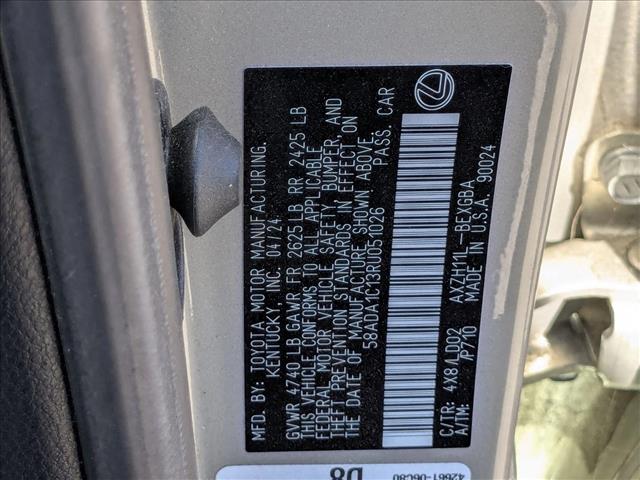 MFD. BY: TOYOTA MOTOR MANUFACTURING.
KENTUCKY, INC. 04/24
GVWR 4740 LB GAWR FR 2625 LB RR 2425 LB
THIS VEHICLE CONFORMS TO ALL APPLICABLE
FEDERAL MOTOR VEHICLE SAFETY, BUMPER, AND
THEFT PREVENTION STANDARDS IN EFFECT ON
THE DATE OF MANUFACTURE SHOWN ABOVE.
58ADA1C13RU051026 PASS. CAR
C/TR: 4X8/LD02 AXZH11L-BEXGBA
A/TM: 7P710 MADE IN U.S.A. 90024
D8
42661-06C80